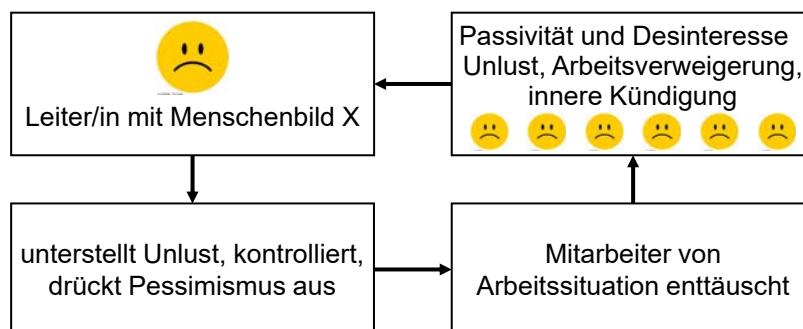 Leiter/in mit Menschenbild X
Passivität und Desinteresse
Unlust, Arbeitsverweigerung,
innere Kündigung
unterstellt Unlust, kontrolliert,
drückt Pessimismus aus
Mitarbeiter von
Arbeitssituation enttäuscht